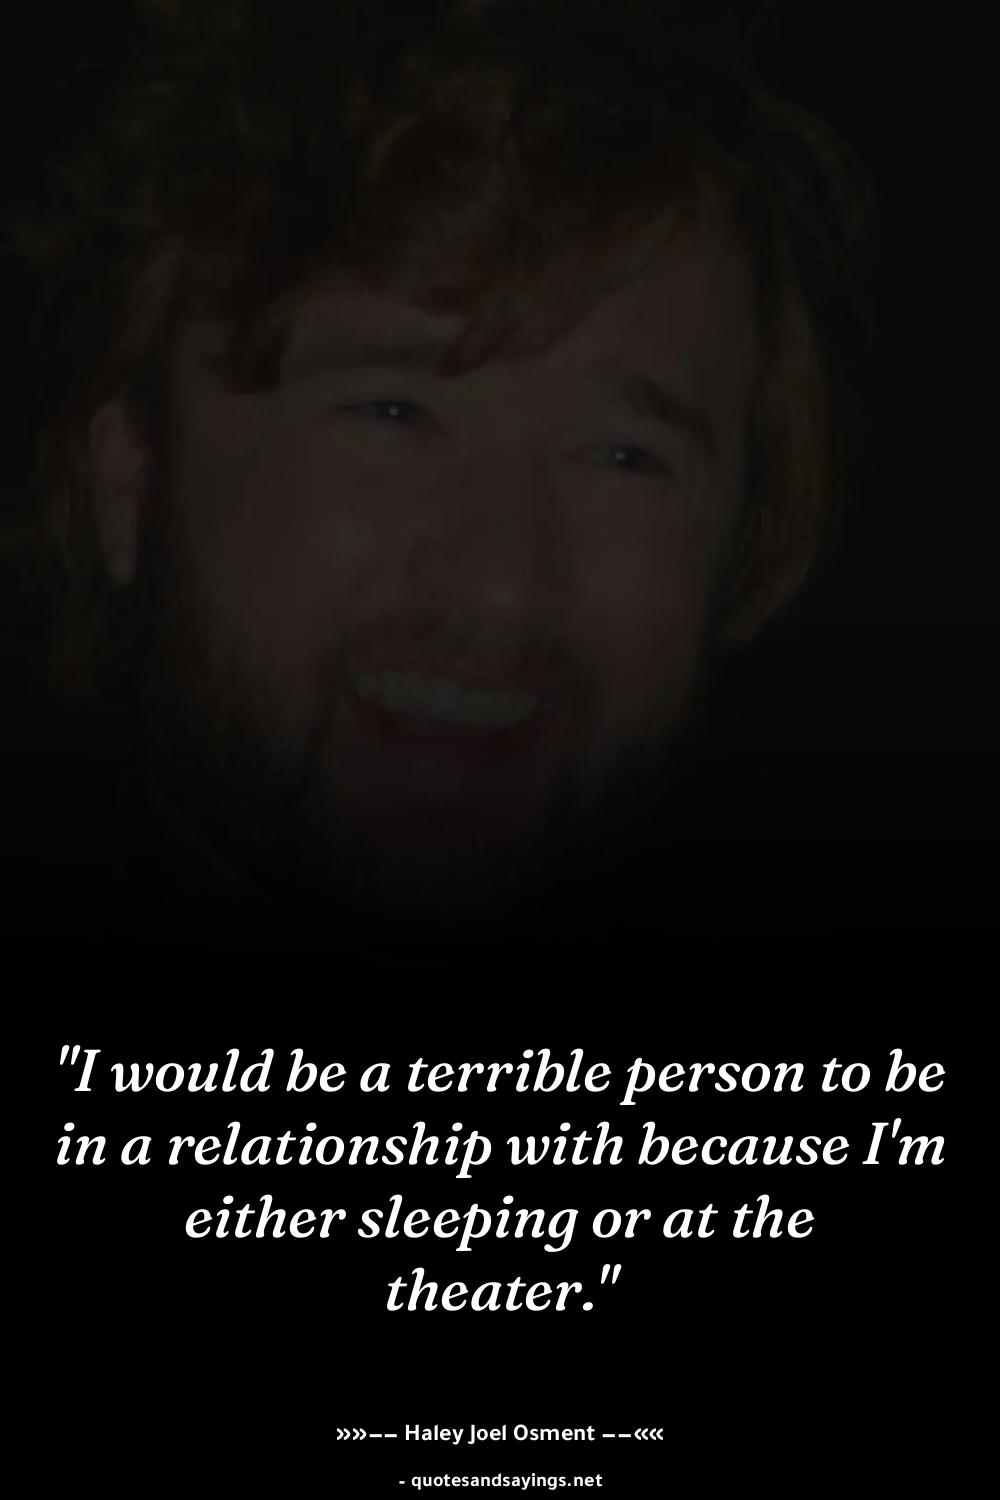 "I would be a terrible person to be
in a relationship with because I'm
either sleeping or at the
theater."
»»−− Haley Joel Osment −−««
- quotesandsayings.net